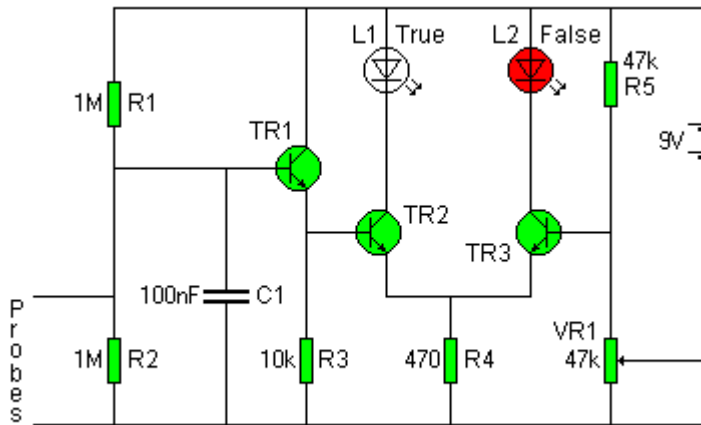 L1 True
L2 False
47k
R5
1M R1
TR1
9V
TR2
TR3
100nF C1
Probes
VR1
1M R2
10k R3
470 R4
47k